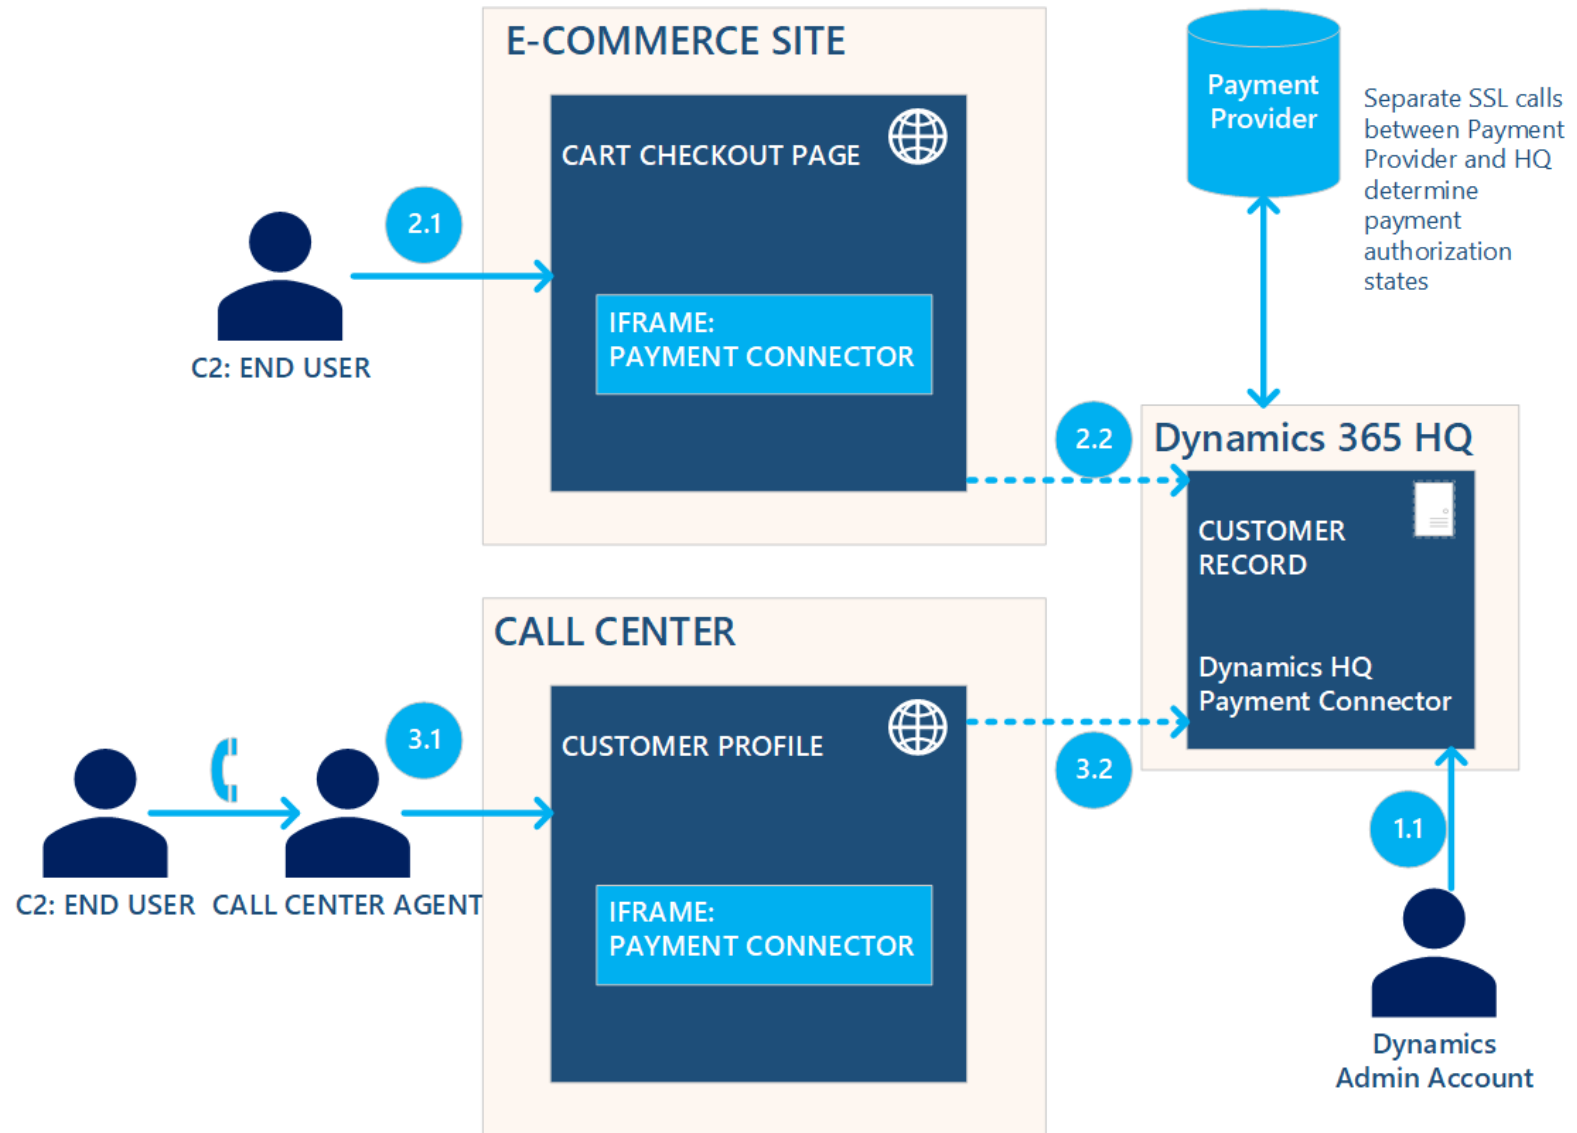 E-COMMERCE SITE
CART CHECKOUT PAGE
2.1
IFRAME:
PAYMENT CONNECTOR
C2: END USER
Payment
Provider
Separate SSL calls
between Payment
Provider and HQ
determine
payment
authorization
states
2.2
Dynamics 365 HQ
CUSTOMER
RECORD
Dynamics HQ
Payment Connector
CALL CENTER
CUSTOMER PROFILE
3.1
3.2
IFRAME:
PAYMENT CONNECTOR
C2: END USER
CALL CENTER AGENT
1.1
Dynamics
Admin Account